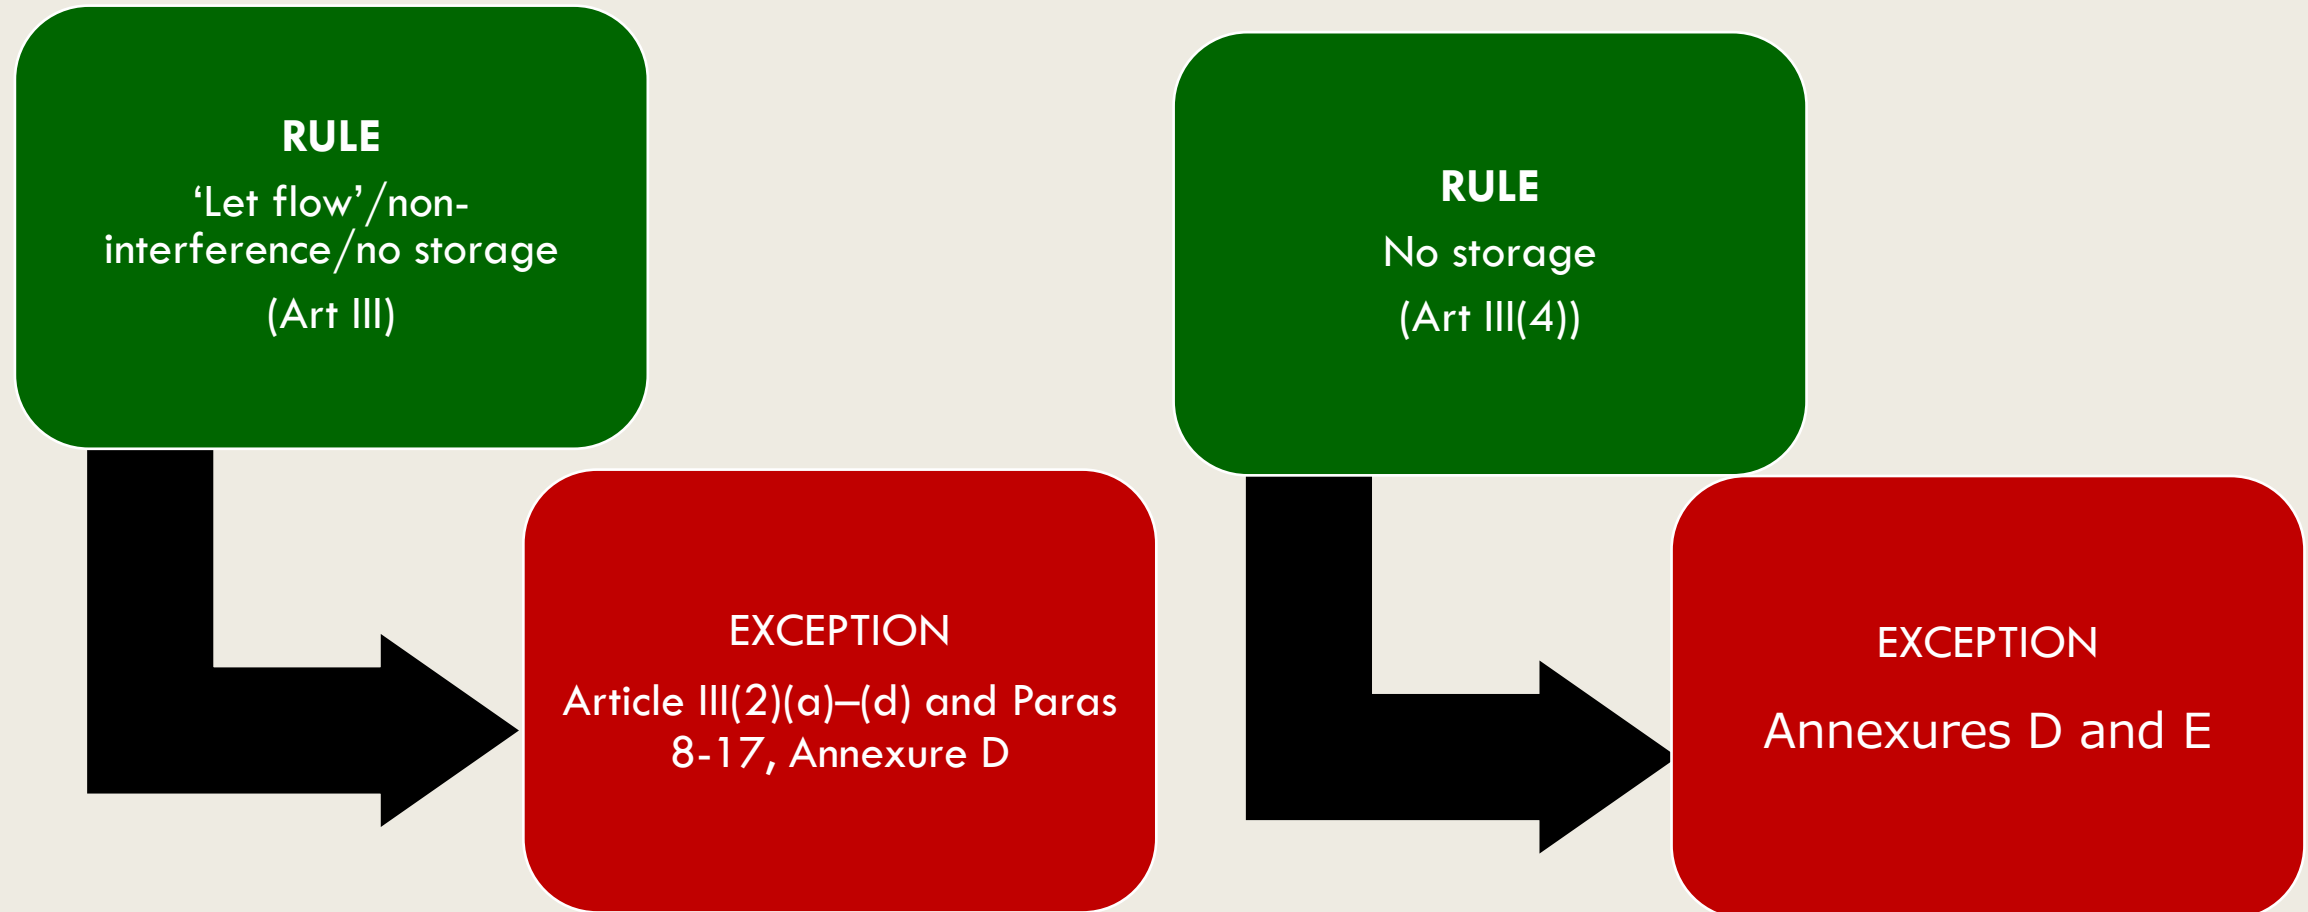 RULE
‘Let flow’/non-
interference/no storage
(Art III)
EXCEPTION
Article III(2)(a)–(d) and Paras
8-17, Annexure D
RULE
No storage
(Art III(4))
EXCEPTION
Annexures D and E